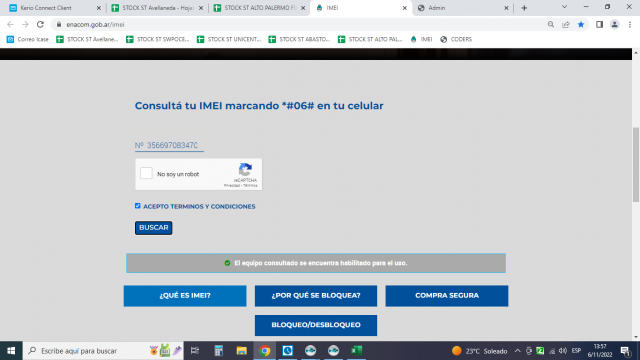 Kerio Connect Client
STOCK ST Avellaneda - Hoja
STOCK ST ALTO PALERMO F
IMEI
Admin
enacom.gob.ar/imei
Correo Icase
STOCK ST Avellane...
STOCK ST SWPOCE...
STOCK ST UNICENT...
STOCK ST ABASTO...
STOCK ST ALTO PAL...
IMEI
CODERS
Consultá tu IMEI marcando *#06# en tu celular
Nº 35669708347
No soy un robot
reCAPTCHA
Privacidad - Términos
ACEPTO TERMINOS Y CONDICIONES
BUSCAR
El equipo consultado se encuentra habilitado para el uso.
¿QUÉ ES IMEI?
¿POR QUÉ SE BLOQUEA?
COMPRA SEGURA
BLOQUEO/DESBLOQUEO
Escribe aquí para buscar
23°C Soleado
ESP
13:57
6/11/2022